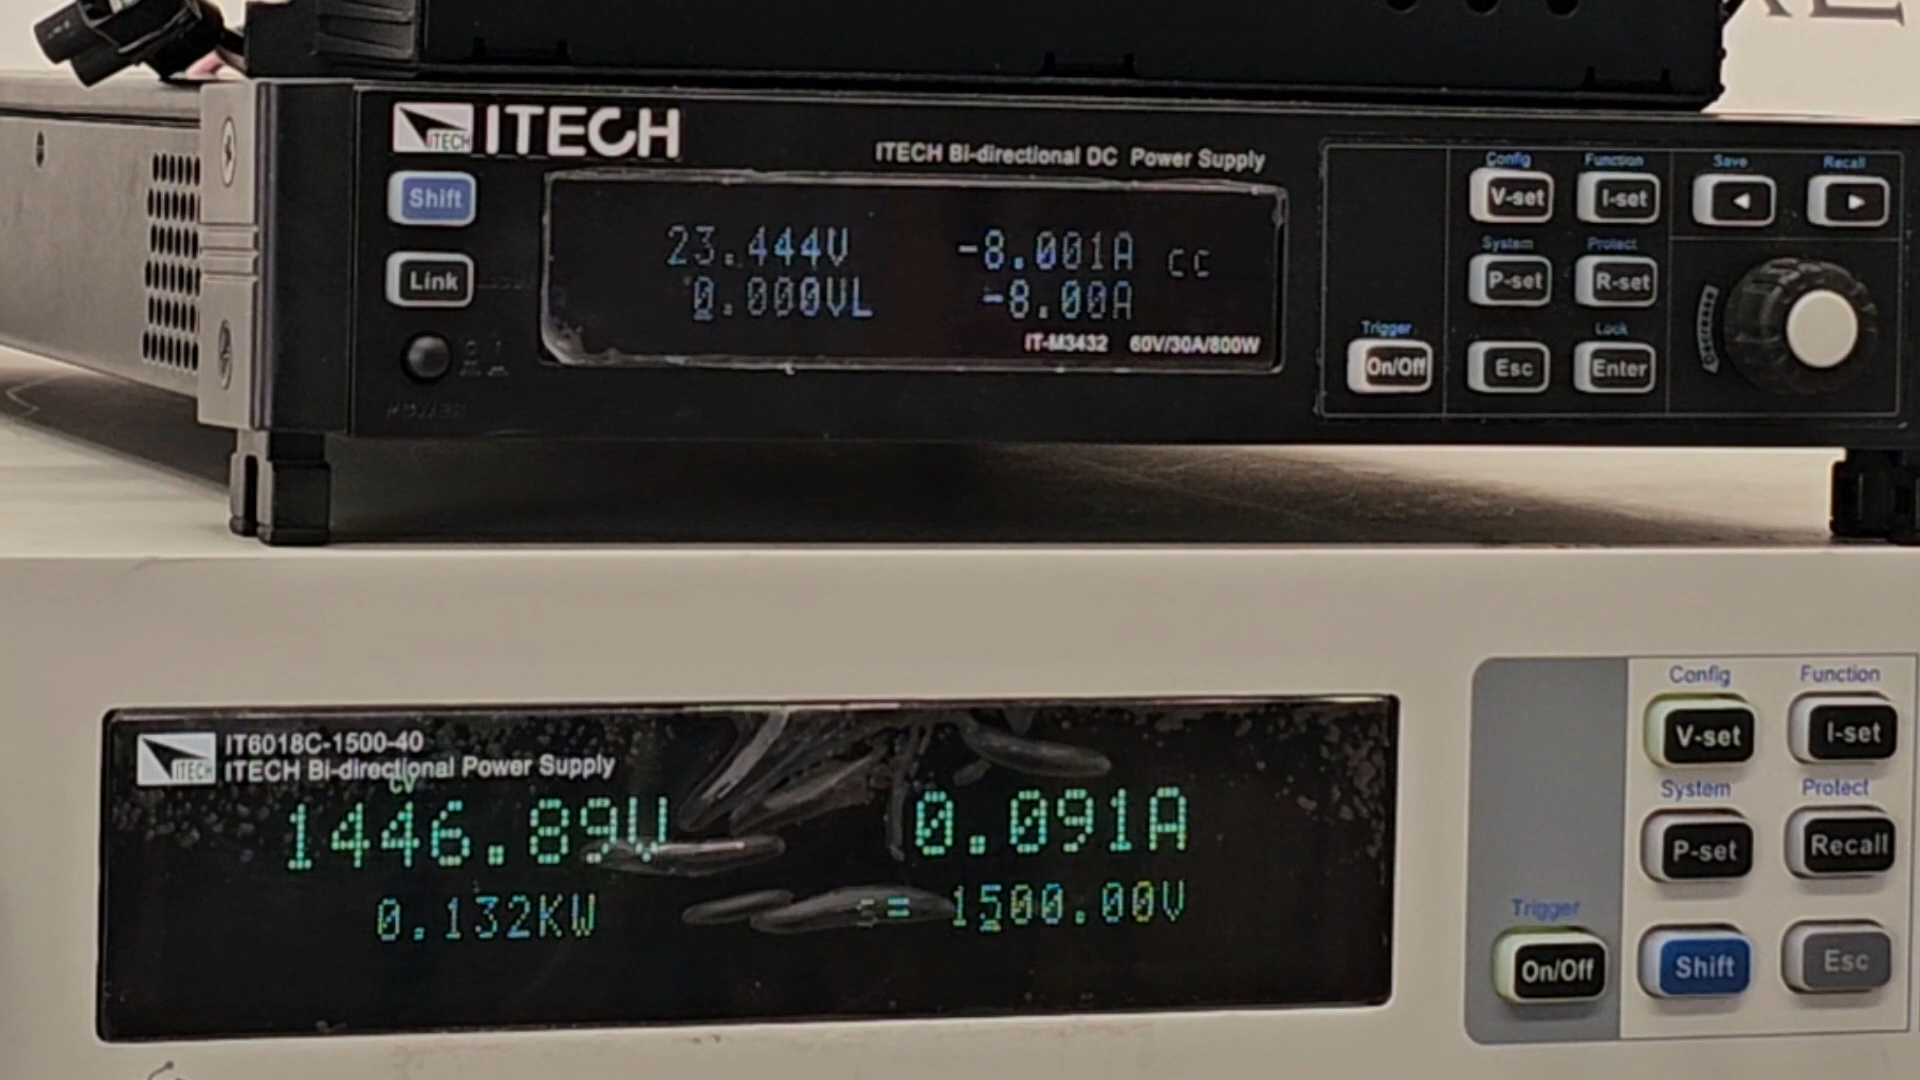 ITECH ITECH
ITECH Bi-directional DC Power Supply
Shift
Link
23.444V -8.001A CC
0.000VL -8.00A
IT-M3432 60V/30A/800W
Config Function Save Recall
V-set I-set
System Protect
P-set R-set
Trigger Lock
On/Off Esc Enter
POWER
ITECH
IT6018C-1500-40
ITECH Bi-directional Power Supply
CV
1446.89V 0.091A
0.132KW s= 1500.00V
Config Function
V-set I-set
System Protect
P-set Recall
Trigger
On/Off Shift Esc